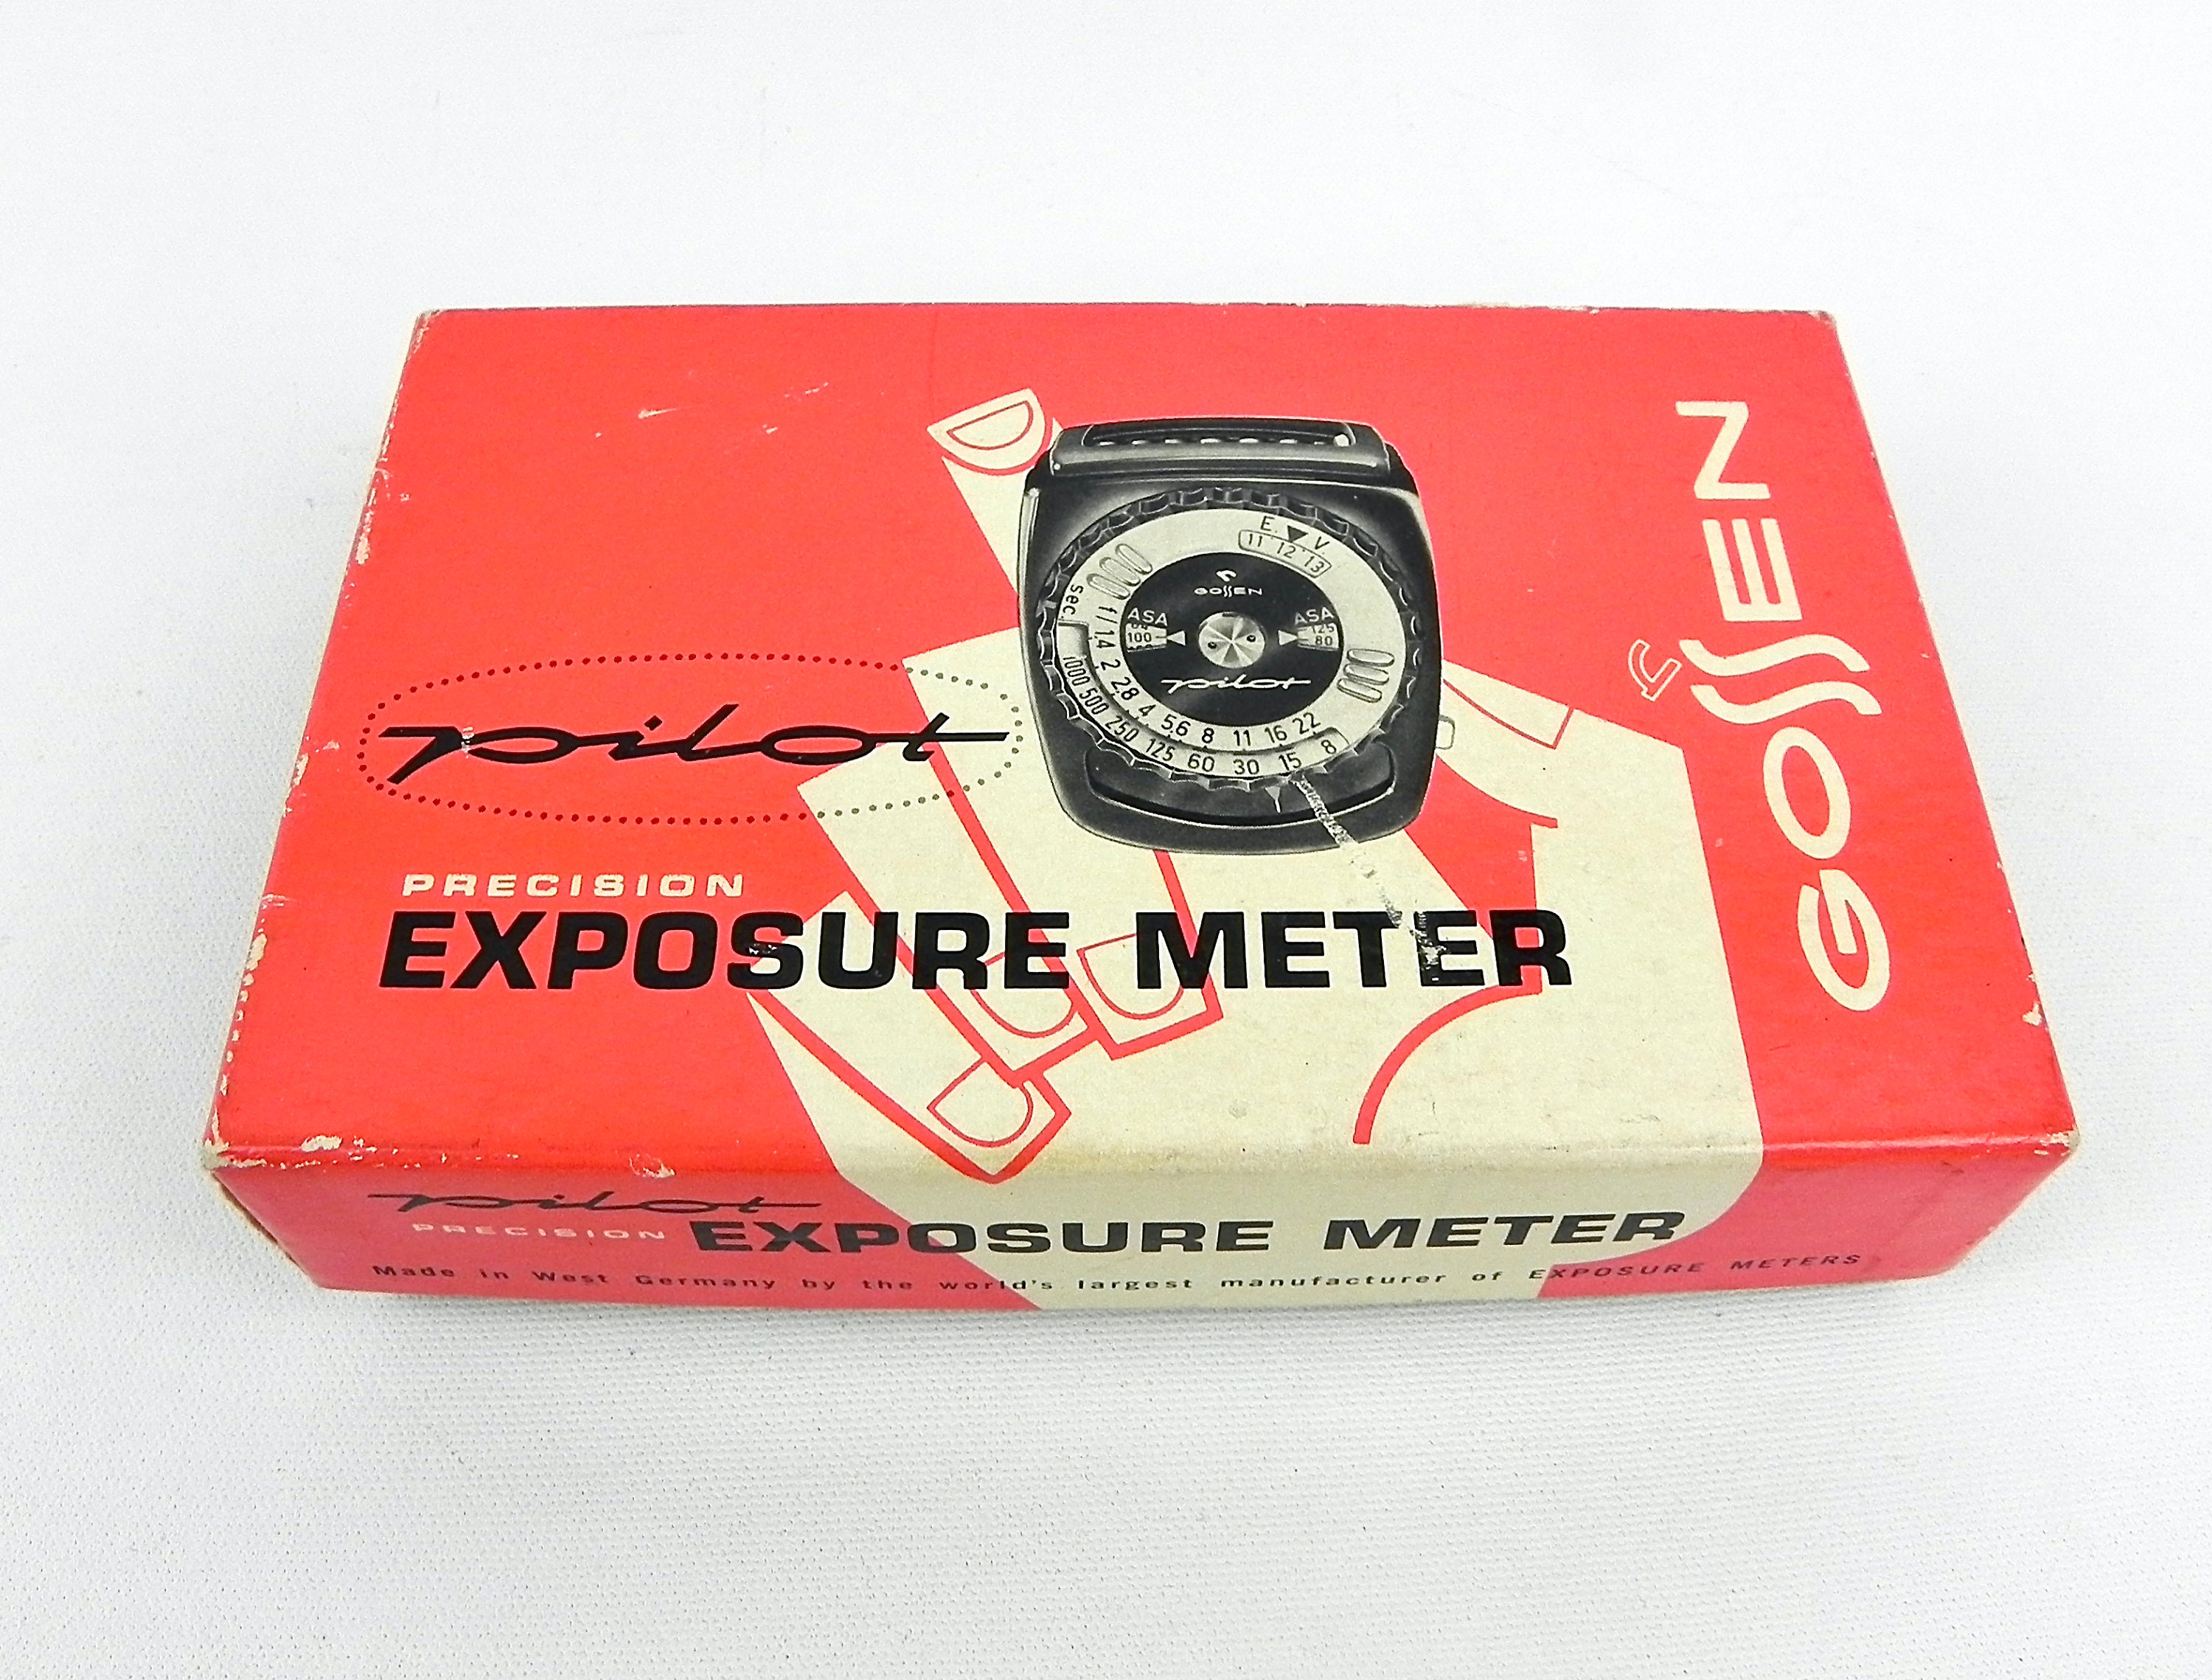 GOSSEN
E. V.
11 12 13
GOSSEN
ASA ASA
100
125
80
pilot
sec
f/1,4 2 2,8 4 5,6 8 11 16 22
1000 500 250 125 60 30 15 8
pilot
PRECISION
EXPOSURE METER
pilot
PRECISION EXPOSURE METER
Made in West Germany by the world's largest manufacturer of EXPOSURE METERS